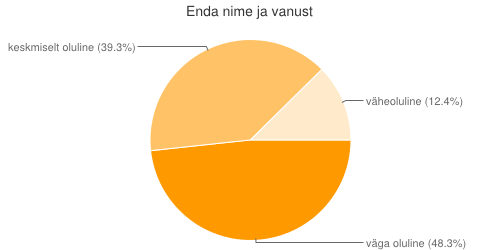 Enda nime ja vanust
keskmiselt oluline (39.3%)
väheoluline (12.4%)
väga oluline (48.3%)